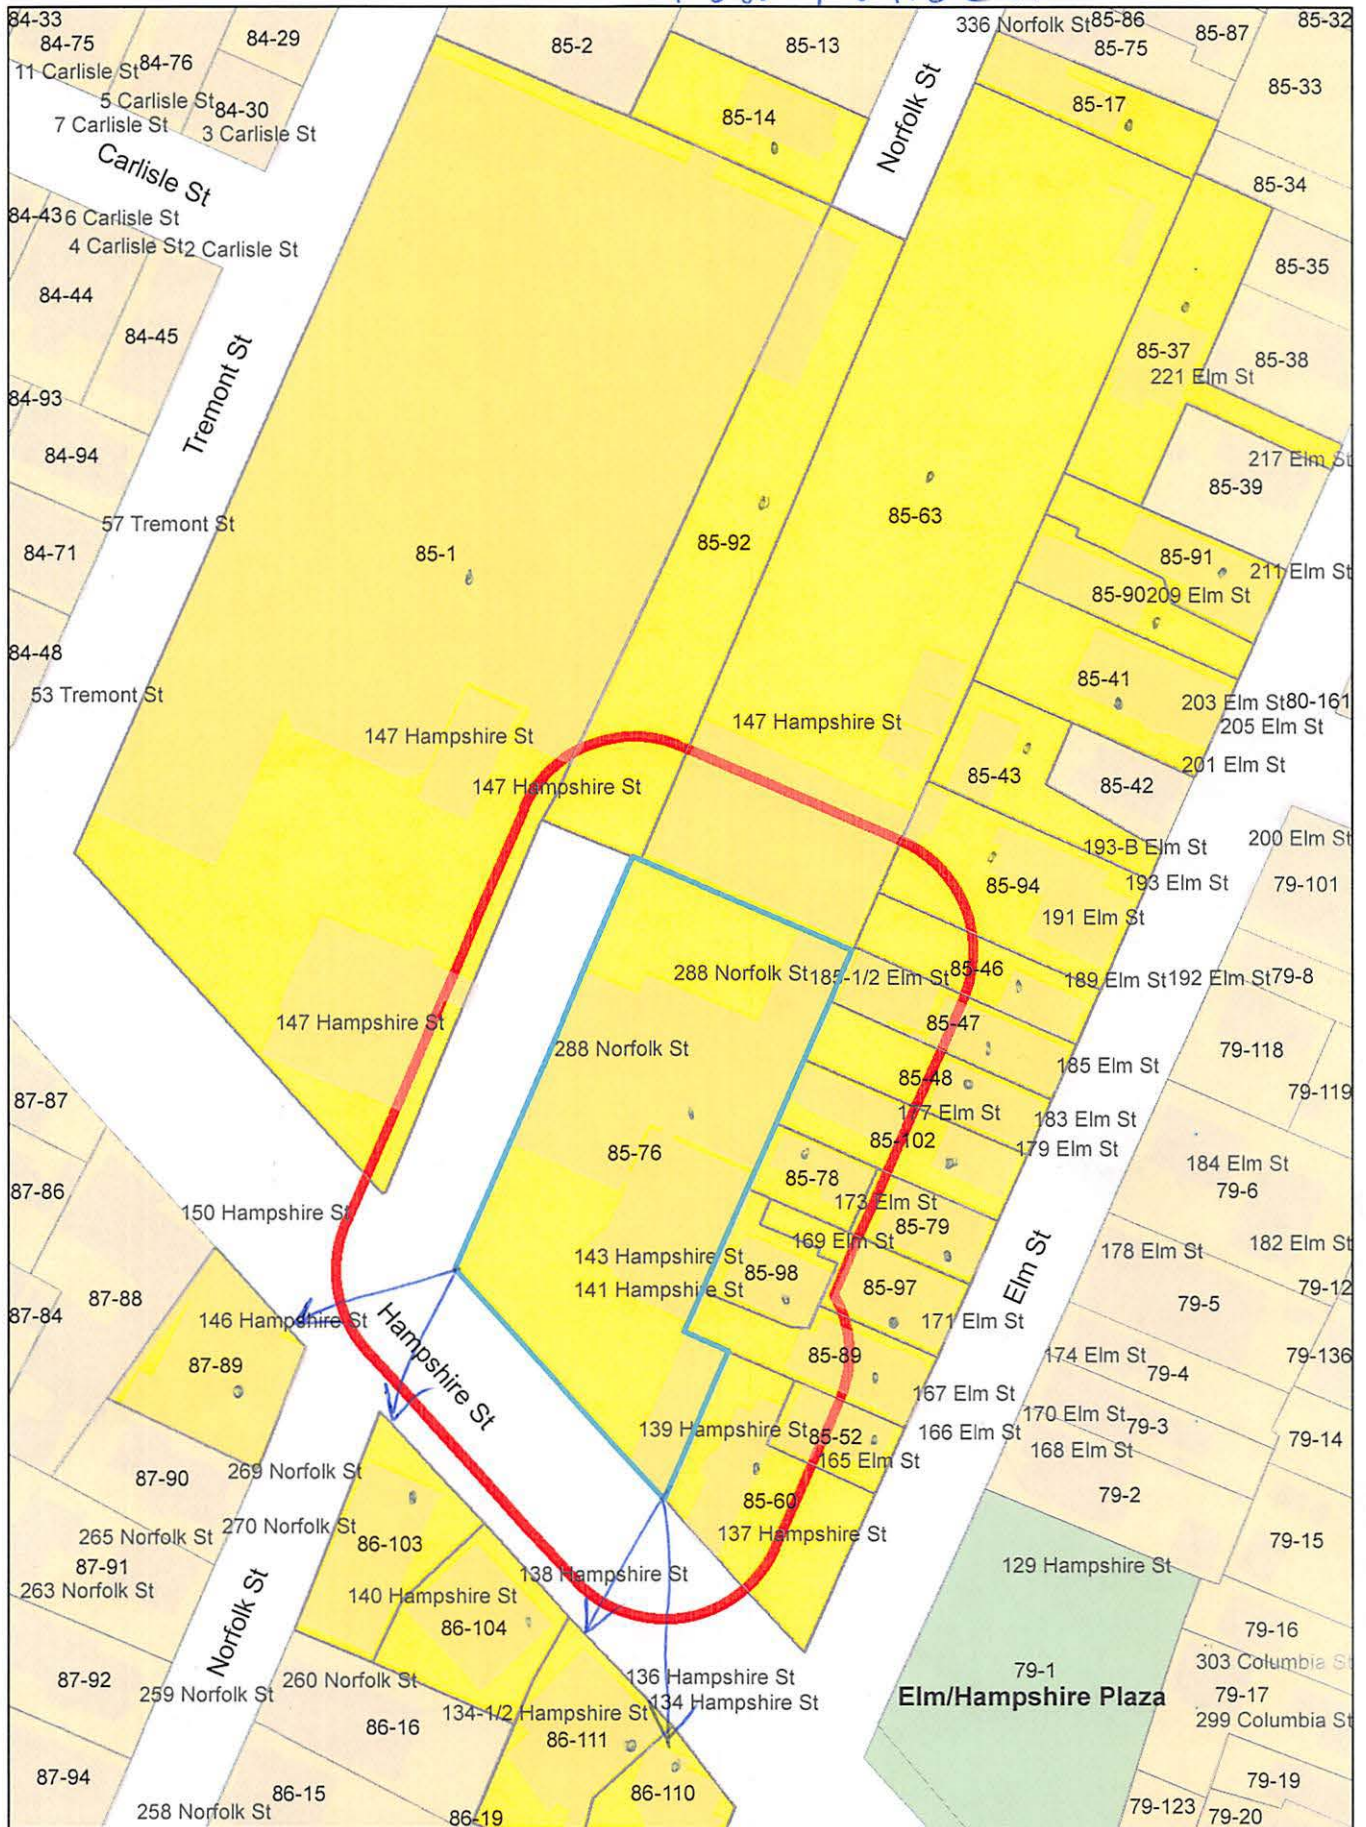 84-33
84-75
84-76
84-29
11 Carlisle St
5 Carlisle St
84-30
7 Carlisle St
3 Carlisle St
Carlisle St
85-2
85-13
336 Norfolk St
85-86
85-75
85-87
85-32
85-33
85-14
Norfolk St
85-17
85-34
84-43
6 Carlisle St
4 Carlisle St
2 Carlisle St
84-44
84-45
85-35
85-37
85-38
221 Elm St
Tremont St
84-93
84-94
217 Elm St
85-39
57 Tremont St
84-71
85-1
85-92
85-63
85-91
211 Elm St
85-90
209 Elm St
84-48
53 Tremont St
85-41
203 Elm St
80-161
205 Elm St
147 Hampshire St
147 Hampshire St
201 Elm St
85-43
85-42
147 Hampshire St
193-B Elm St
200 Elm St
85-94
193 Elm St
79-101
191 Elm St
288 Norfolk St
185-1/2 Elm St
85-46
189 Elm St
192 Elm St
79-8
147 Hampshire St
85-47
288 Norfolk St
79-118
185 Elm St
85-48
79-119
87-87
177 Elm St
183 Elm St
85-102
179 Elm St
85-76
184 Elm St
79-6
85-78
87-86
173 Elm St
150 Hampshire St
85-79
169 Elm St
178 Elm St
182 Elm St
Elm St
143 Hampshire St
85-98
141 Hampshire St
85-97
79-12
87-88
79-5
87-84
146 Hampshire St
171 Elm St
Hampshire St
87-89
85-89
174 Elm St
79-4
79-136
167 Elm St
170 Elm St
79-3
139 Hampshire St
85-52
166 Elm St
168 Elm St
79-14
165 Elm St
87-90
269 Norfolk St
79-2
85-60
270 Norfolk St
265 Norfolk St
86-103
137 Hampshire St
79-15
87-91
263 Norfolk St
129 Hampshire St
138 Hampshire St
140 Hampshire St
86-104
79-16
Norfolk St
303 Columbia St
87-92
260 Norfolk St
136 Hampshire St
79-1
259 Norfolk St
134 Hampshire St
Elm/Hampshire Plaza
79-17
134-1/2 Hampshire St
299 Columbia St
86-16
86-111
87-94
86-15
86-110
79-19
258 Norfolk St
86-19
79-123
79-20